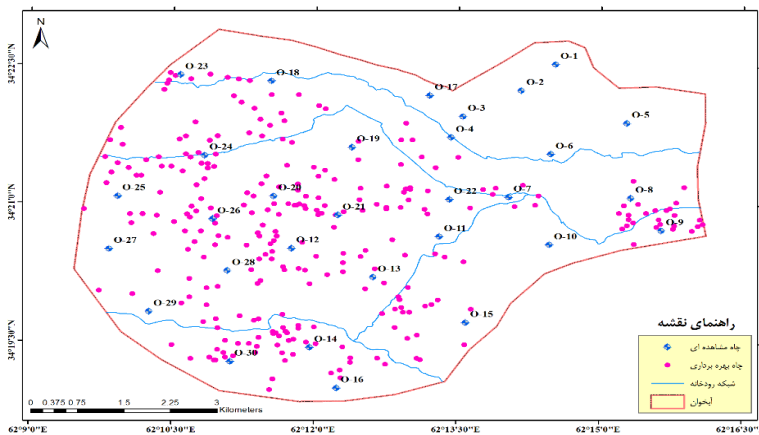 N
34°22'30"N
34°21'0"N
34°19'30"N
O-1
O-2
O-17
O-3
O-4
O-5
O-6
O- 23
O-18
O-24
O-19
O-25
O-20
O-26
O-21
O-22
O-7
O-8
O-9
O-27
O-12
O-11
O-10
O- 28
O-13
O-29
O-14
O- 15
O-30
O-16
راهنمای نقشه
چاه مشاهده ای
چاه بهره برداری
شبکه رودخانه
آبخوان
0 0.375 0.75 1.5 2.25 3
Kilometers
62°9'0"E 62°10'30"E 62°12'0"E 62°13'30"E 62°15'0"E 62°16'30"E